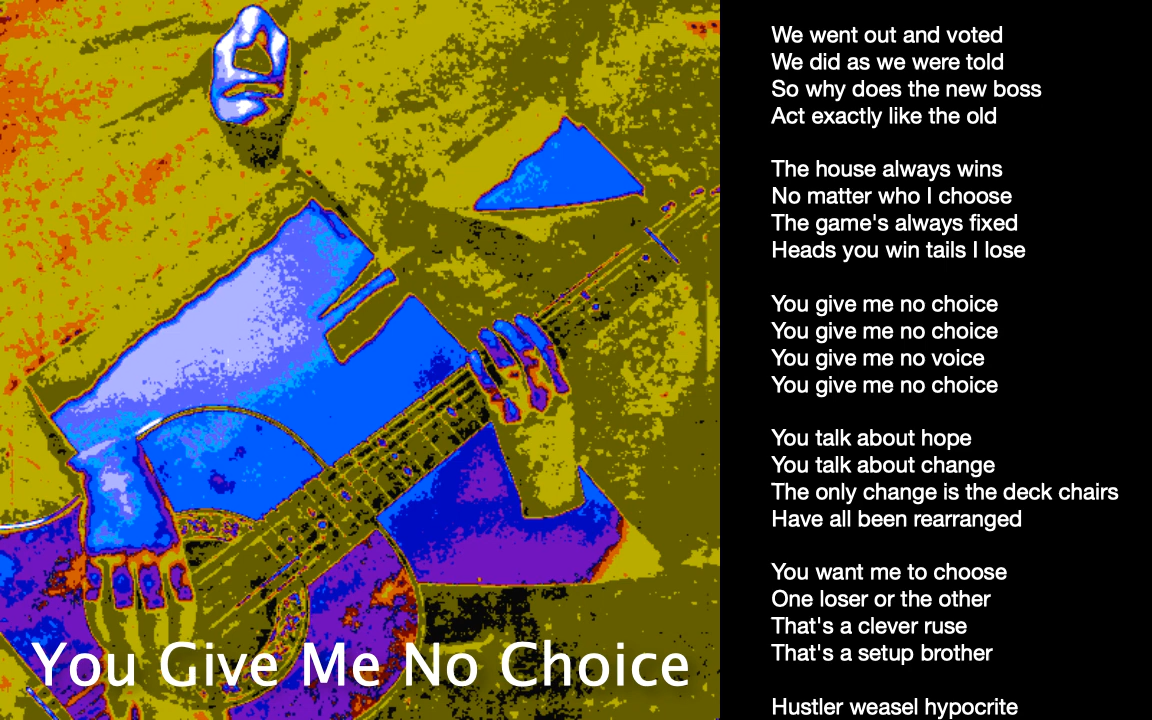 You Give Me No Choice
We went out and voted
We did as we were told
So why does the new boss
Act exactly like the old
The house always wins
No matter who I choose
The game's always fixed
Heads you win tails I lose
You give me no choice
You give me no choice
You give me no voice
You give me no choice
You talk about hope
You talk about change
The only change is the deck chairs
Have all been rearranged
You want me to choose
One loser or the other
That's a clever ruse
That's a setup brother
Hustler weasel hypocrite